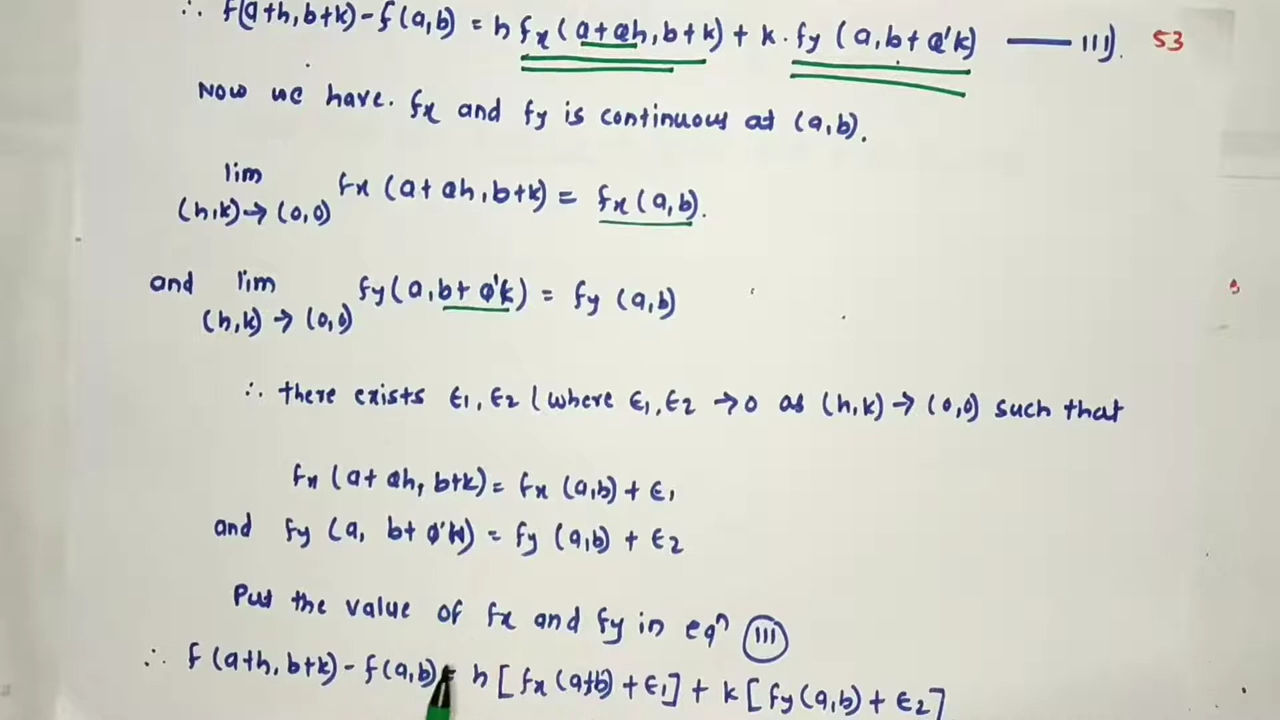 ∴ f(a+h, b+k) - f(a,b) = h fx (a+θh, b+k) + k. fy (a, b+θ'k) —— III). 53
Now we have. fx and fy is continuous at (a,b).
lim (h,k)→(0,0) fx (a+θh, b+k) = fx (a,b).
and lim (h,k)→(0,0) fy (a, b+θ'k) = fy (a,b)
∴ there exists ϵ1, ϵ2 (where ϵ1, ϵ2 →0 as (h,k)→(0,0) such that
fx (a+θh, b+k) = fx (a,b) + ϵ1
and fy (a, b+θ'k) = fy (a,b) + ϵ2
Put the value of fx and fy in eqⁿ III
∴ f (a+h, b+k) - f(a,b) = h [fx (a+b) + ϵ1] + k [fy (a,b) + ϵ2]